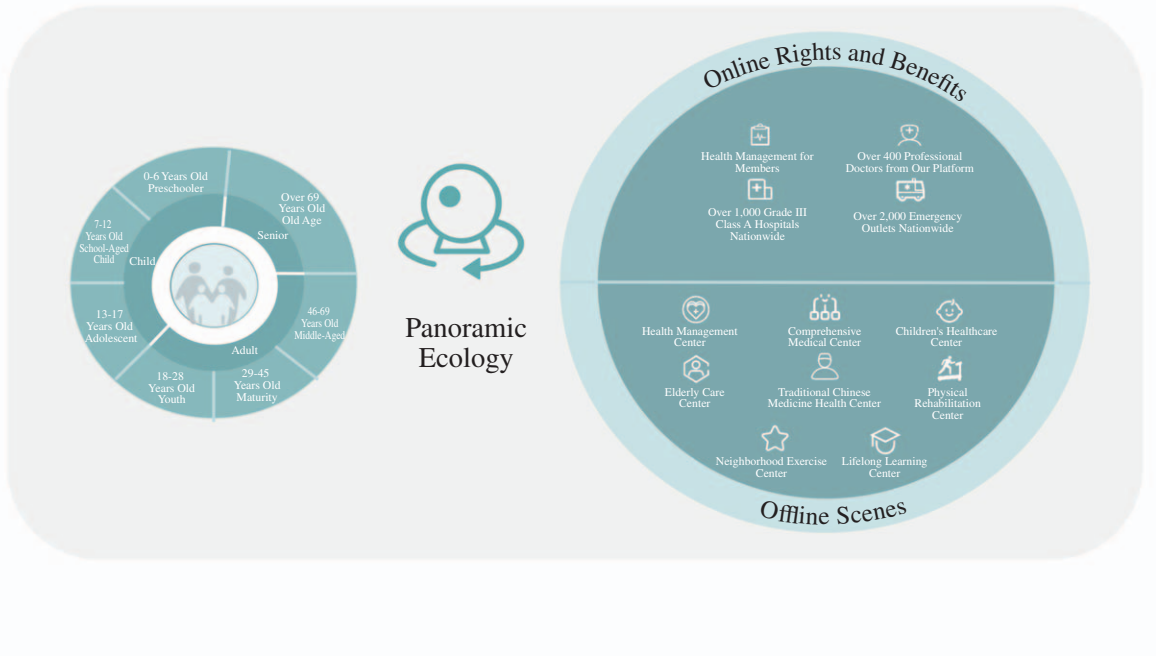 0-6 Years Old
Preschooler
Over 69
Years Old
Old Age
7-12
Years Old
School-Aged
Child
Senior
Child
13-17
Years Old
Adolescent
46-69
Years Old
Middle-Aged
Adult
18-28
Years Old
Youth
29-45
Years Old
Maturity
Panoramic
Ecology
Online Rights and Benefits
Health Management for
Members
Over 400 Professional
Doctors from Our Platform
Over 1,000 Grade III
Class A Hospitals
Nationwide
Over 2,000 Emergency
Outlets Nationwide
Health Management
Center
Comprehensive
Medical Center
Children's Healthcare
Center
Elderly Care
Center
Traditional Chinese
Medicine Health Center
Physical
Rehabilitation
Center
Neighborhood Exercise
Center
Lifelong Learning
Center
Offline Scenes